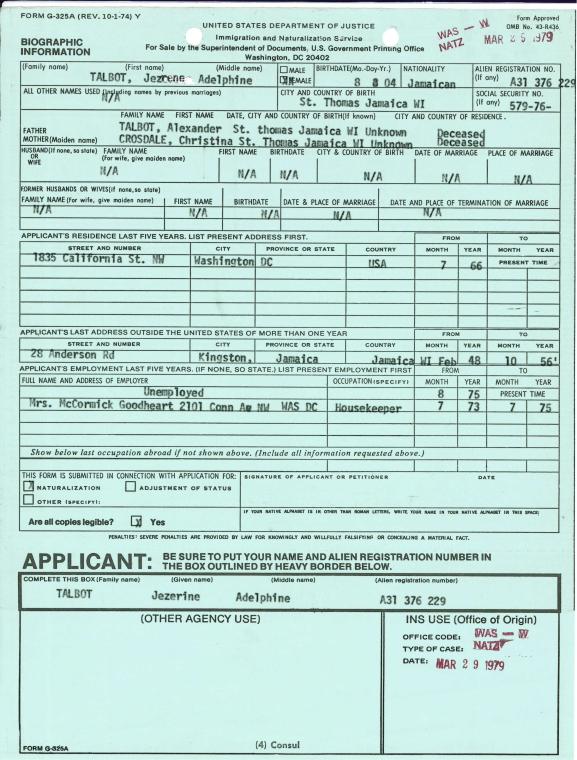 FORM G-325A (REV. 10-1-74) Y
UNITED STATES DEPARTMENT OF JUSTICE
Form Approved
OMB No. 43-R436
Immigration and Naturalization Service
BIOGRAPHIC INFORMATION
For Sale by the Superintendent of Documents, U.S. Government Printing Office
Washington, DC 20402
WAS - W
NATZ
MAR 2 1979
(Family name) (First name) (Middle name) MALE FEMALE BIRTHDATE(Mo.-Day-Yr.) NATIONALITY ALIEN REGISTRATION NO. (If any)
TALBOT, Jezrene Adelphine X 8 8 04 Jamaican A31 376 229
ALL OTHER NAMES USED (Including names by previous marriages) CITY AND COUNTRY OF BIRTH SOCIAL SECURITY NO. (If any)
N/A St. Thomas Jamaica WI 579-76-
FAMILY NAME FIRST NAME DATE, CITY AND COUNTRY OF BIRTH(If known) CITY AND COUNTRY OF RESIDENCE.
FATHER TALBOT, Alexander St. thomas Jamaica WI Unknown Deceased
MOTHER(Maiden name) CROSDALE, Christina St. Thomas Jamaica WI Unknown Deceased
HUSBAND(If none, so state) OR WIFE FAMILY NAME (For wife, give maiden name) FIRST NAME BIRTHDATE CITY & COUNTRY OF BIRTH DATE OF MARRIAGE PLACE OF MARRIAGE
N/A N/A N/A N/A N/A N/A
FORMER HUSBANDS OR WIVES(if none,so state)
FAMILY NAME (For wife, give maiden name) FIRST NAME BIRTHDATE DATE & PLACE OF MARRIAGE DATE AND PLACE OF TERMINATION OF MARRIAGE
N/A N/A N/A N/A N/A
APPLICANT'S RESIDENCE LAST FIVE YEARS. LIST PRESENT ADDRESS FIRST. FROM TO
STREET AND NUMBER CITY PROVINCE OR STATE COUNTRY MONTH YEAR MONTH YEAR
1835 California St. NW Washington DC USA 7 66 PRESENT TIME
APPLICANT'S LAST ADDRESS OUTSIDE THE UNITED STATES OF MORE THAN ONE YEAR FROM TO
STREET AND NUMBER CITY PROVINCE OR STATE COUNTRY MONTH YEAR MONTH YEAR
28 Anderson Rd Kingston, Jamaica Jamaica WI Feb 48 10 56'
APPLICANT'S EMPLOYMENT LAST FIVE YEARS. (IF NONE, SO STATE.) LIST PRESENT EMPLOYMENT FIRST FROM TO
FULL NAME AND ADDRESS OF EMPLOYER OCCUPATION(SPECIFY) MONTH YEAR MONTH YEAR
Unemployed 8 75 PRESENT TIME
Mrs. McCormick Goodheart 2101 Conn Ae NW WAS DC Housekeeper 7 73 7 75
Show below last occupation abroad if not shown above. (Include all information requested above.)
THIS FORM IS SUBMITTED IN CONNECTION WITH APPLICATION FOR: SIGNATURE OF APPLICANT OR PETITIONER DATE
NATURALIZATION ADJUSTMENT OF STATUS
OTHER (SPECIFY):
IF YOUR NATIVE ALPHABET IS IN OTHER THAN ROMAN LETTERS, WRITE YOUR NAME IN YOUR NATIVE ALPHABET IN THIS SPACE:
Are all copies legible? X Yes
PENALTIES: SEVERE PENALTIES ARE PROVIDED BY LAW FOR KNOWINGLY AND WILLFULLY FALSIFYING OR CONCEALING A MATERIAL FACT.
APPLICANT: BE SURE TO PUT YOUR NAME AND ALIEN REGISTRATION NUMBER IN
THE BOX OUTLINED BY HEAVY BORDER BELOW.
COMPLETE THIS BOX (Family name) (Given name) (Middle name) (Alien registration number)
TALBOT Jezerine Adelphine A31 376 229
(OTHER AGENCY USE) INS USE (Office of Origin)
OFFICE CODE: WAS - W
TYPE OF CASE: NATZ
DATE: MAR 29 1979
(4) Consul
FORM G-325A